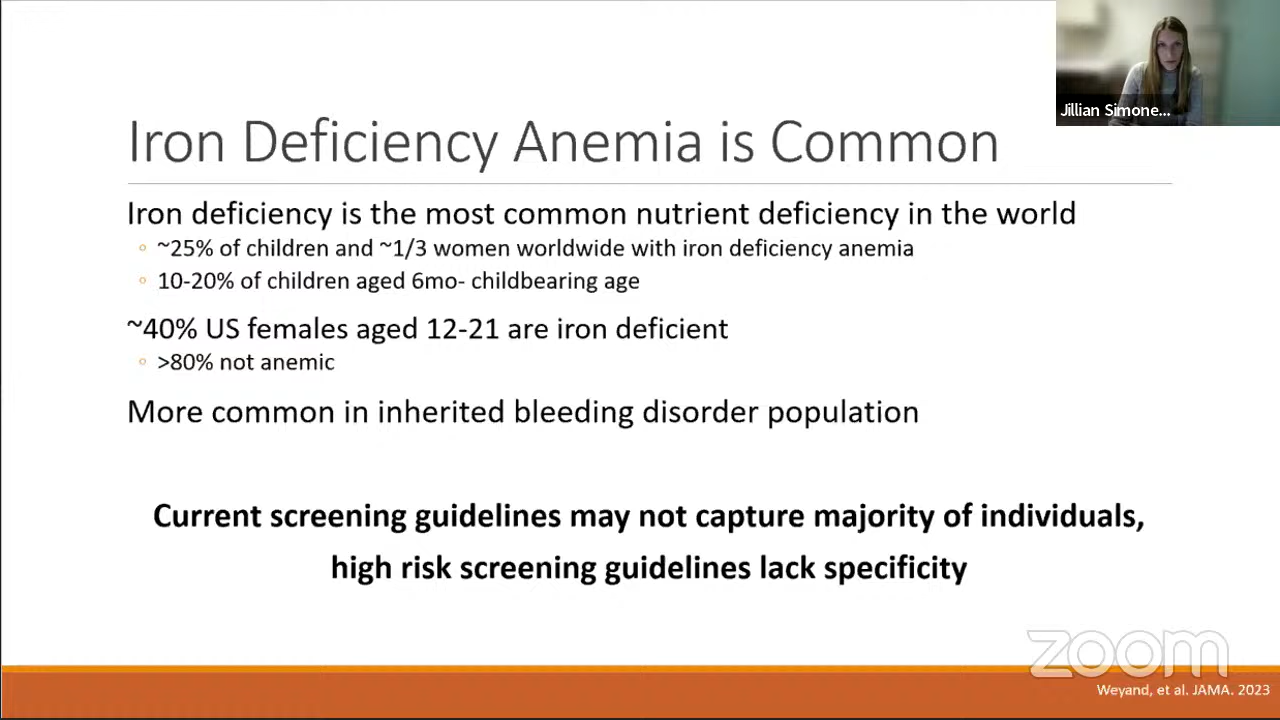 Jillian Simone...
Iron Deficiency Anemia is Common
Iron deficiency is the most common nutrient deficiency in the world
~25% of children and ~1/3 women worldwide with iron deficiency anemia
10-20% of children aged 6mo- childbearing age
~40% US females aged 12-21 are iron deficient
>80% not anemic
More common in inherited bleeding disorder population
Current screening guidelines may not capture majority of individuals,
high risk screening guidelines lack specificity
zoom
Weyand, et al. JAMA. 2023